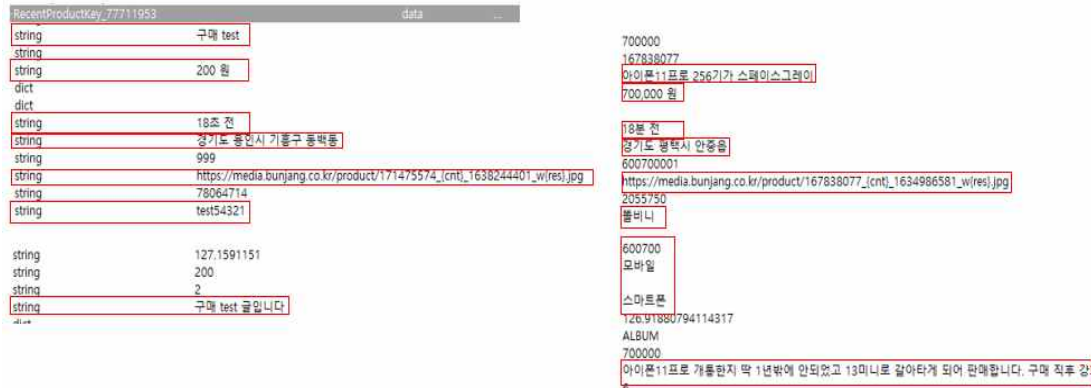 RecentProductKey_77711953 data ...
string 구매 test
string
string 200 원
dict
dict
string 18초 전
string 경기도 용인시 기흥구 동백동
string 999
string https://media.bunjang.co.kr/product/171475574_{cnt}_1638244401_w{res}.jpg
string 78064714
string test54321
string 127.1591151
string 200
string 2
string 구매 test 글입니다
dict
700000
167838077
아이폰11프로 256기가 스페이스그레이
700,000 원
18분 전
경기도 평택시 안중읍
600700001
https://media.bunjang.co.kr/product/167838077_{cnt}_1634986581_w{res}.jpg
2055750
뿔비니
600700
모바일
스마트폰
126.91880794114317
ALBUM
700000
아이폰11프로 개통한지 딱 1년밖에 안되었고 13미니로 갈아타게 되어 판매합니다. 구매 직후 강